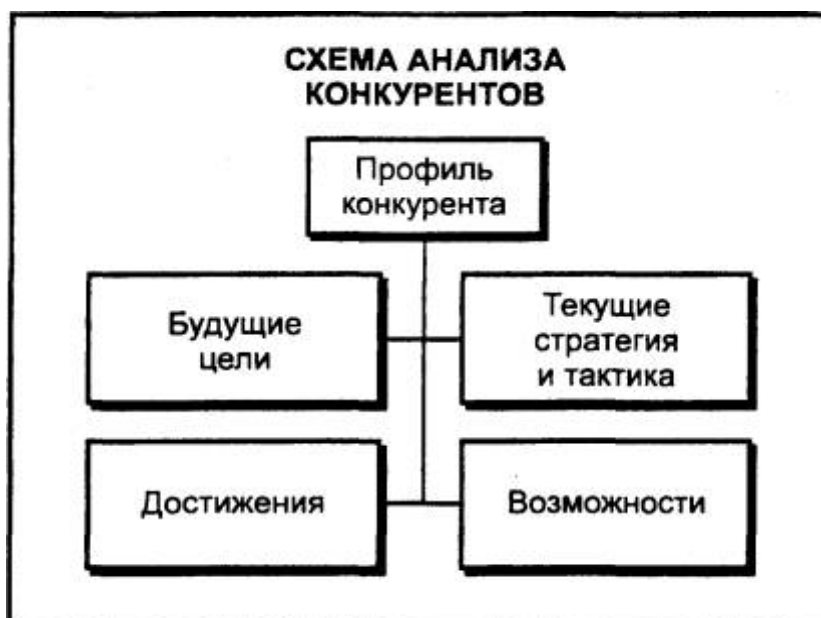 СХЕМА АНАЛИЗА
КОНКУРЕНТОВ
Профиль
конкурента
Будущие
цели
Текущие
стратегия
и тактика
Достижения
Возможности